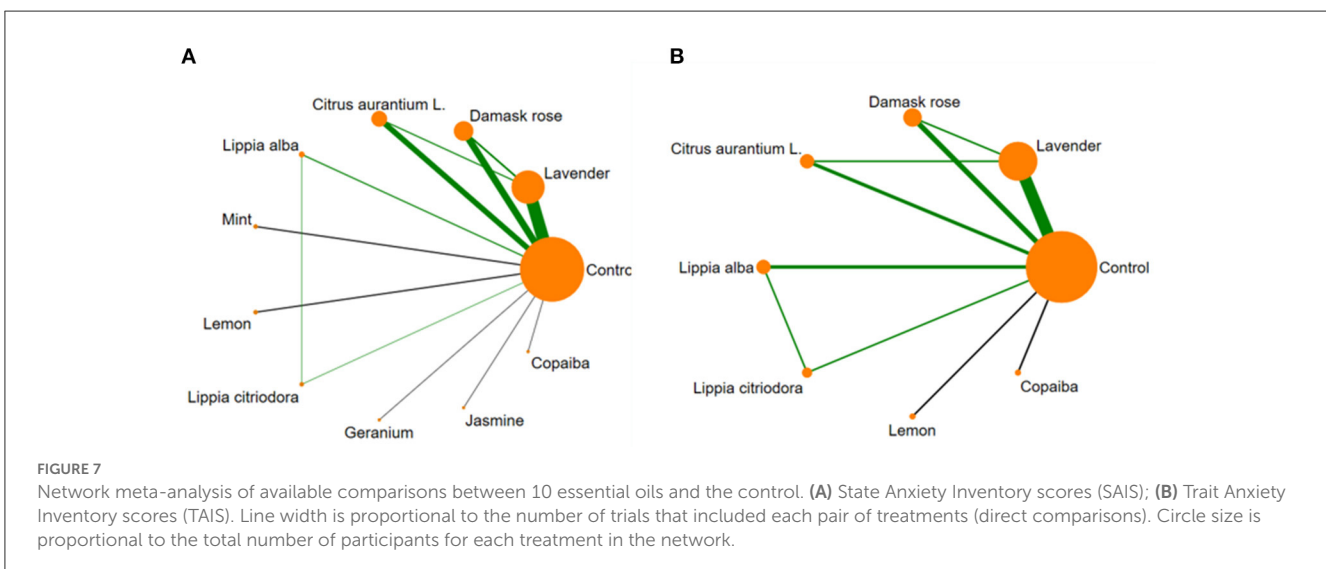 A
B
Citrus aurantium L.
Damask rose
Lippia alba
Lavender
Mint
Contro
Lemon
Copaiba
Lippia citriodora
Jasmine
Geranium
Damask rose
Lavender
Citrus aurantium L.
Lippia alba
Control
Copaiba
Lippia citriodora
Lemon
FIGURE 7
Network meta-analysis of available comparisons between 10 essential oils and the control. (A) State Anxiety Inventory scores (SAIS); (B) Trait Anxiety
Inventory scores (TAIS). Line width is proportional to the number of trials that included each pair of treatments (direct comparisons). Circle size is
proportional to the total number of participants for each treatment in the network.